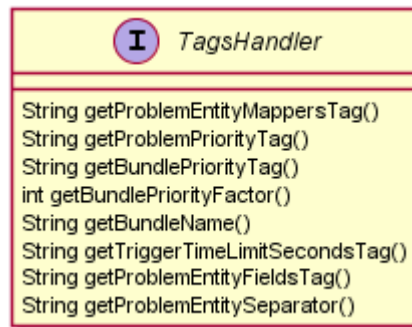 I TagsHandler
String getProblemEntityMappersTag()
String getProblemPriorityTag()
String getBundlePriorityTag()
int getBundlePriorityFactor()
String getBundleName()
String getTriggerTimeLimitSecondsTag()
String getProblemEntityFieldsTag()
String getProblemEntitySeparator()